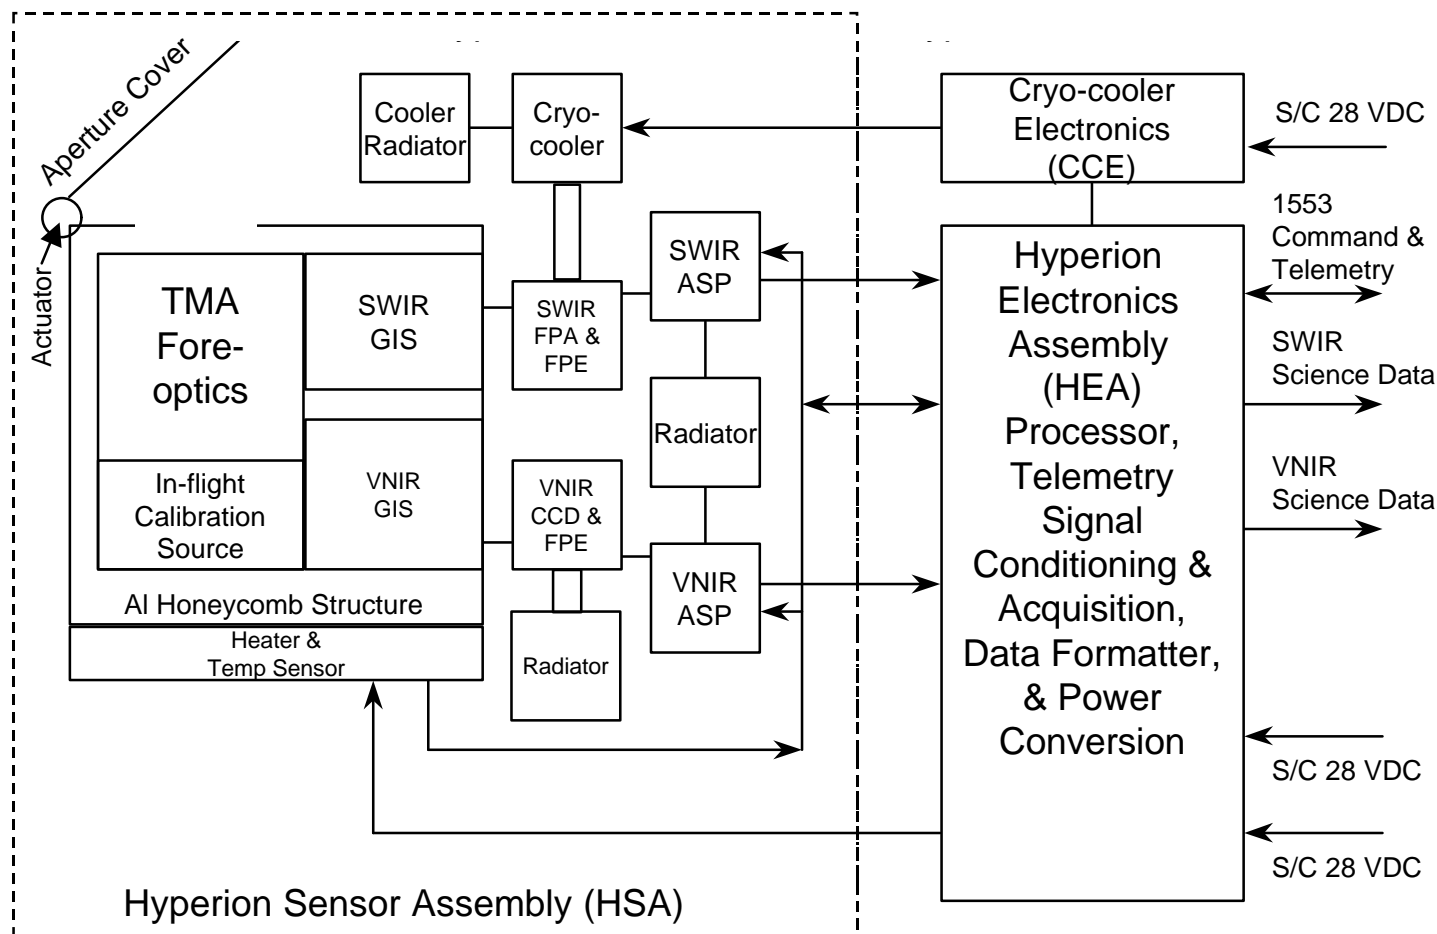 Aperture Cover
Actuator
Cooler
Radiator
Cryo-
cooler
Cryo-cooler
Electronics
(CCE)
S/C 28 VDC
1553
Command &
Telemetry
SWIR
Science Data
VNIR
Science Data
TMA
Fore-
optics
SWIR
GIS
SWIR
FPA &
FPE
SWIR
ASP
Radiator
In-flight
Calibration
Source
VNIR
GIS
VNIR
CCD &
FPE
VNIR
ASP
Al Honeycomb Structure
Heater &
Temp Sensor
Radiator
Hyperion
Electronics
Assembly
(HEA)
Processor,
Telemetry
Signal
Conditioning &
Acquisition,
Data Formatter,
& Power
Conversion
S/C 28 VDC
S/C 28 VDC
Hyperion Sensor Assembly (HSA)